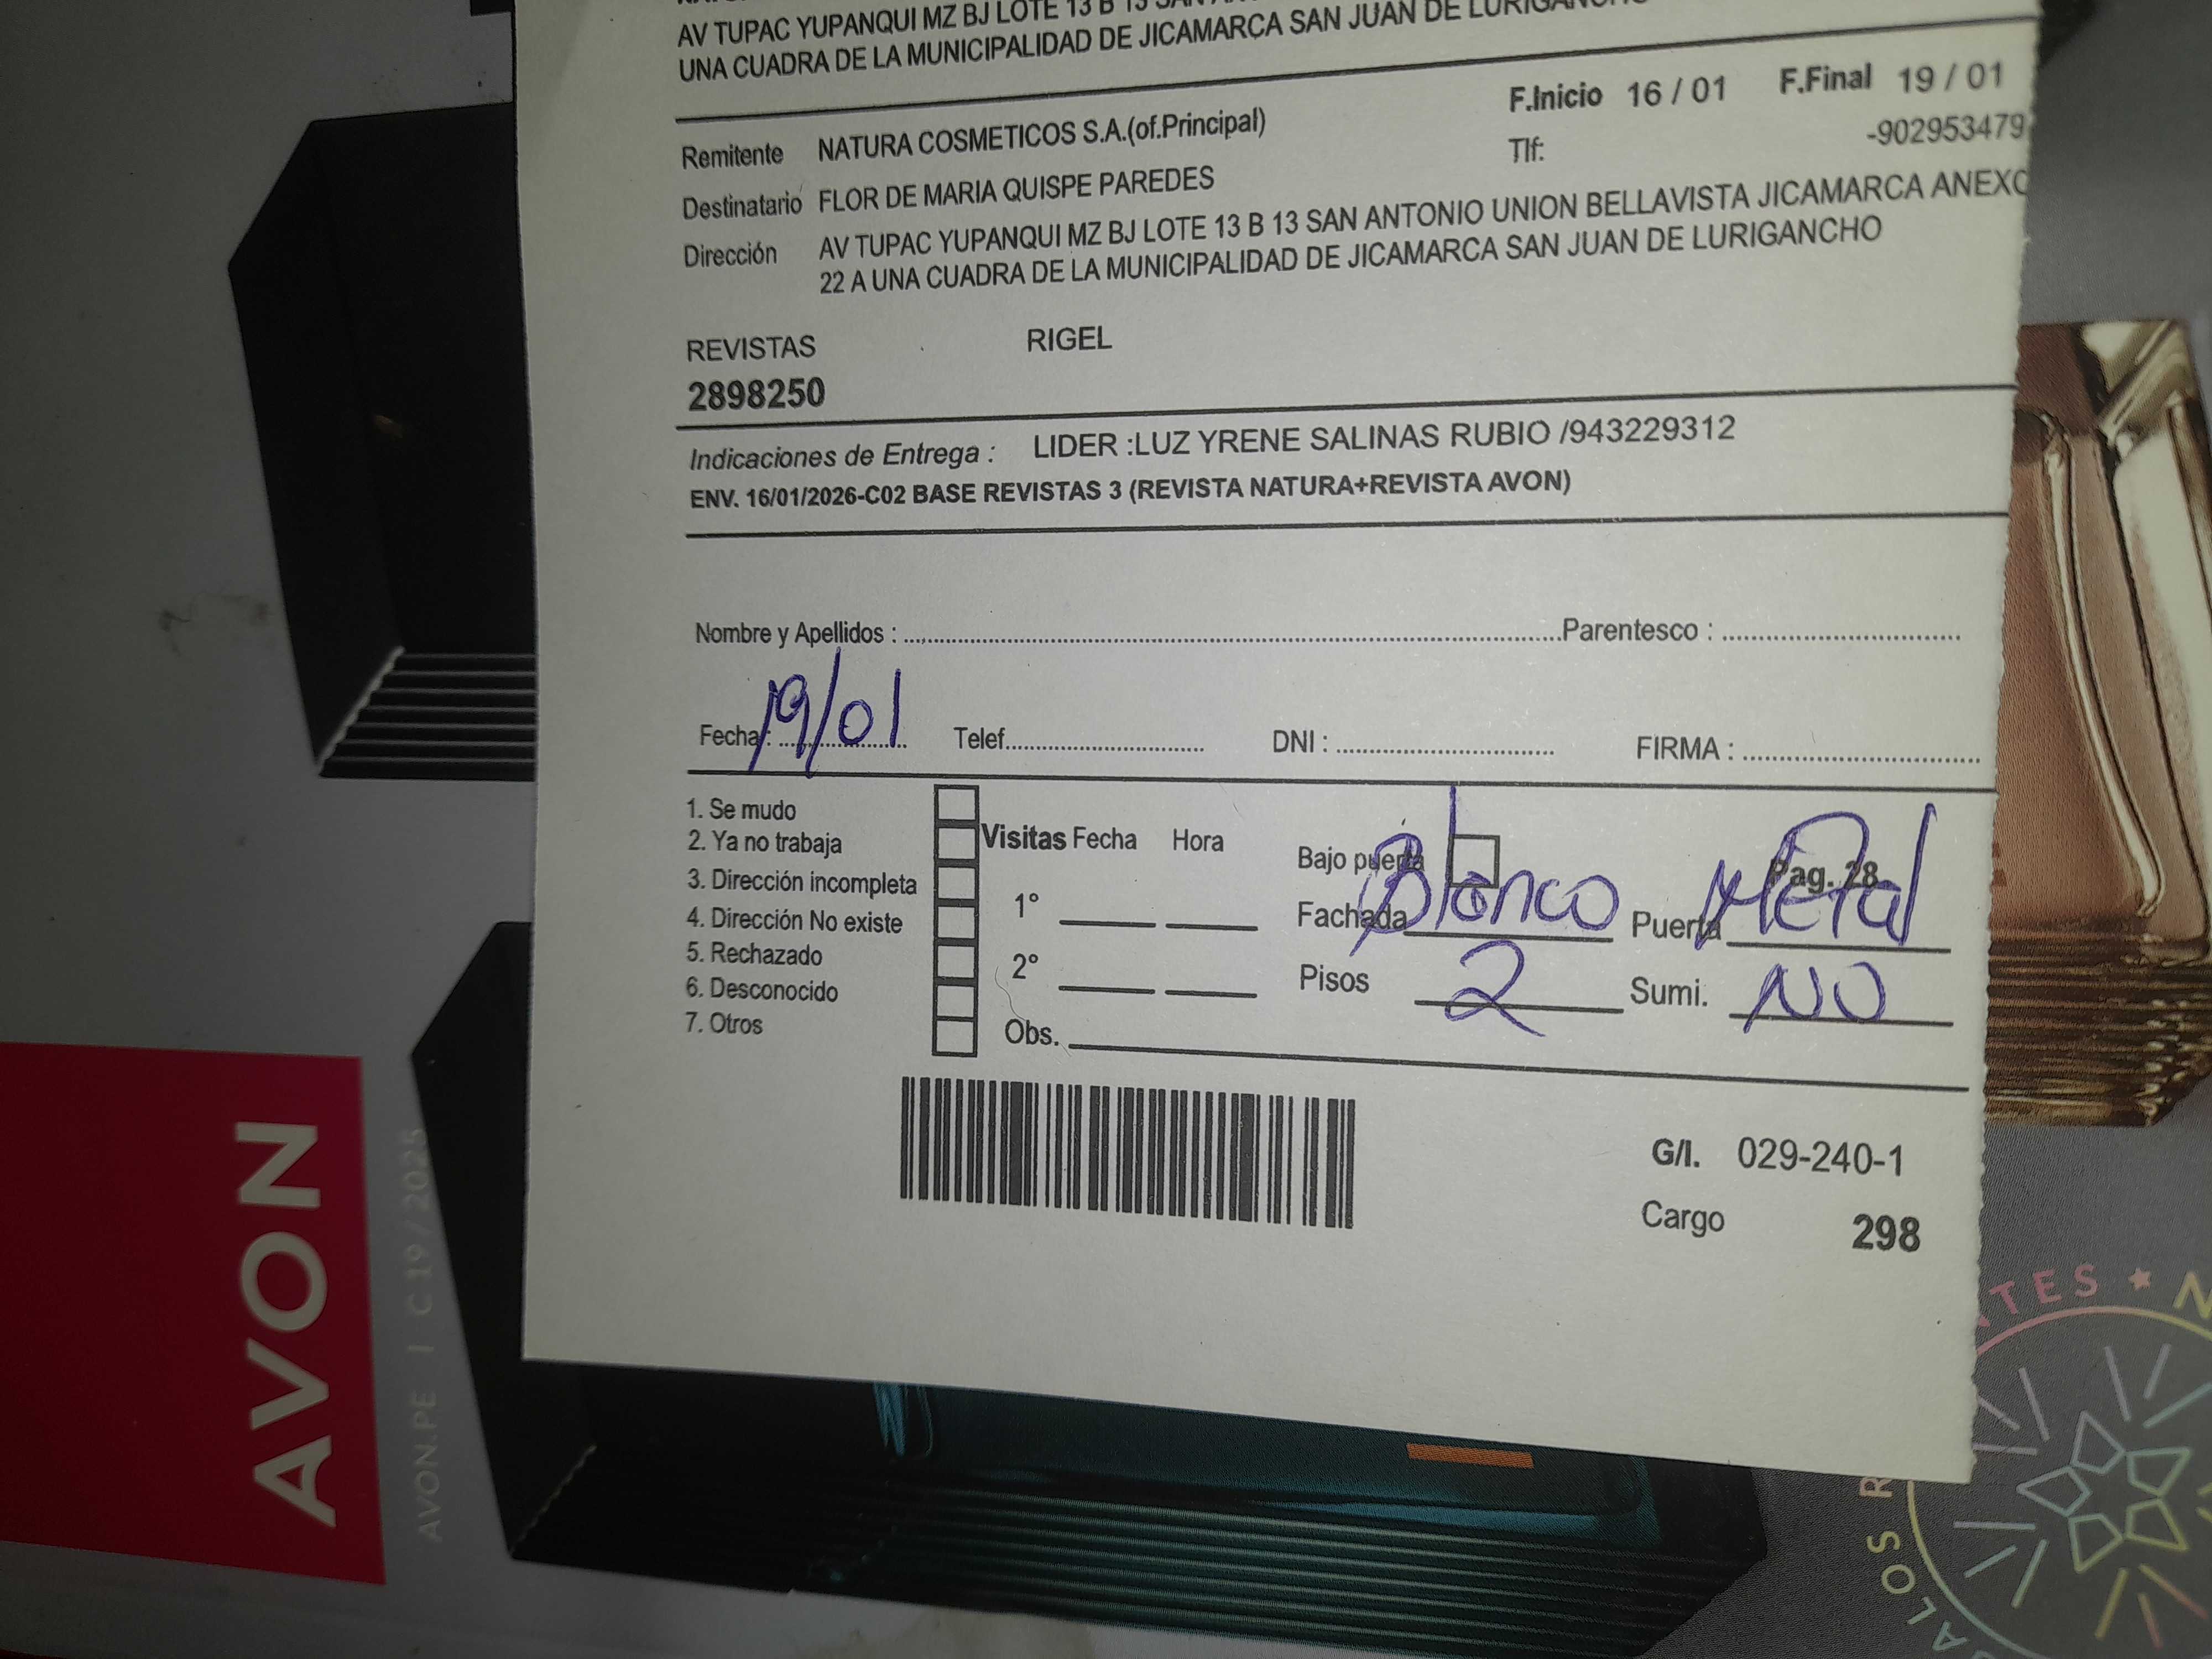 AV TUPAC YUPANQUI MZ BJ LOTE 13 B 13 SAN
UNA CUADRA DE LA MUNICIPALIDAD DE JICAMARCA SAN JUAN DE LURIGANCHO
F.Inicio 16 / 01 F.Final 19 / 01
Remitente NATURA COSMETICOS S.A.(of.Principal) Tlf: -902953479
Destinatario FLOR DE MARIA QUISPE PAREDES
Dirección AV TUPAC YUPANQUI MZ BJ LOTE 13 B 13 SAN ANTONIO UNION BELLAVISTA JICAMARCA ANEXO
22 A UNA CUADRA DE LA MUNICIPALIDAD DE JICAMARCA SAN JUAN DE LURIGANCHO
REVISTAS RIGEL
2898250
Indicaciones de Entrega : LIDER :LUZ YRENE SALINAS RUBIO /943229312
ENV. 16/01/2026-C02 BASE REVISTAS 3 (REVISTA NATURA+REVISTA AVON)
Nombre y Apellidos : Parentesco :
Fecha : 19/01 Telef. DNI : FIRMA :
1. Se mudo
2. Ya no trabaja
3. Dirección incompleta
4. Dirección No existe
5. Rechazado
6. Desconocido
7. Otros
Visitas Fecha Hora
1°
2°
Obs.
Bajo puerta Pag. 28
Fachada Blanco Puerta Metal
Pisos 2 Sumi. NO
G/I. 029-240-1
Cargo 298
AVON
AVON.PE | C 19 / 2025